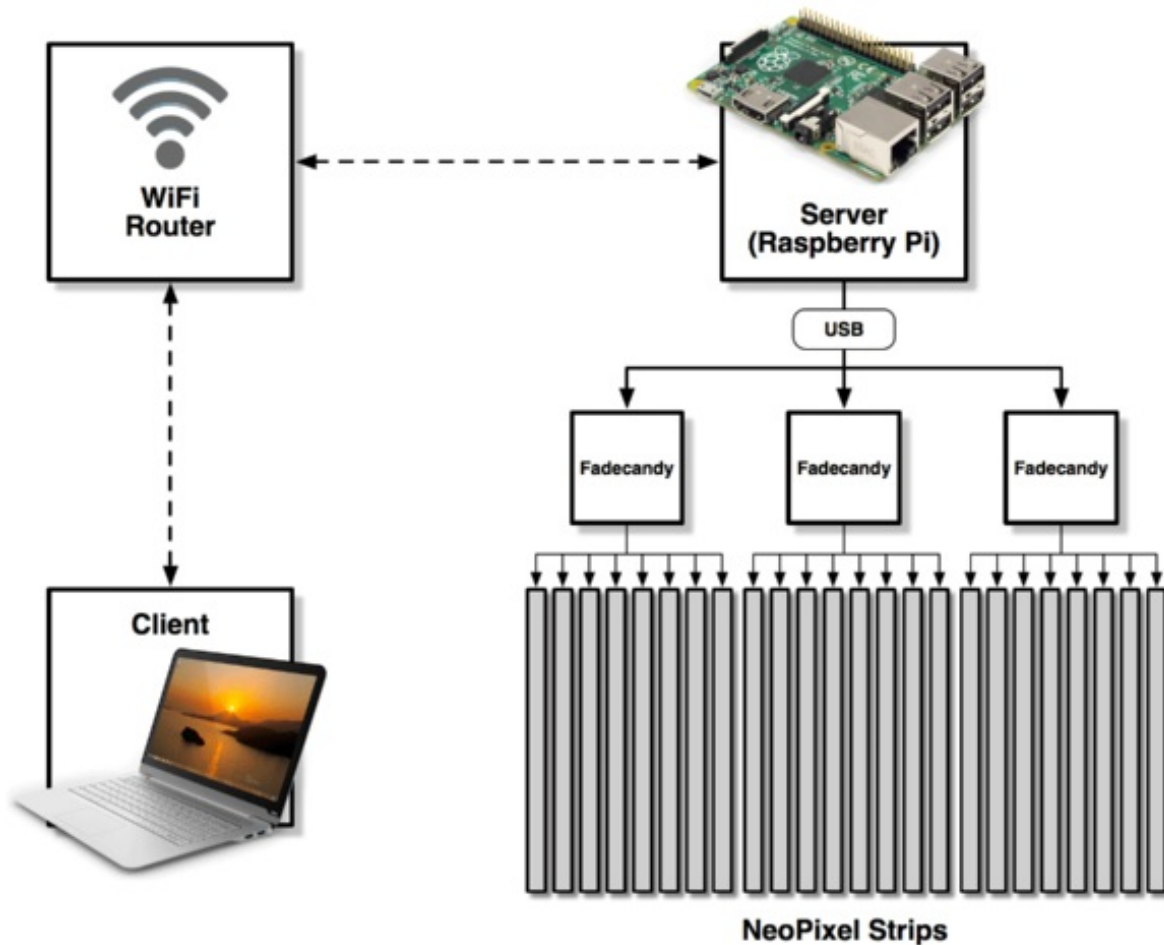 WiFi
Router
Server
(Raspberry Pi)
USB
Fadecandy
Fadecandy
Fadecandy
Client
NeoPixel Strips